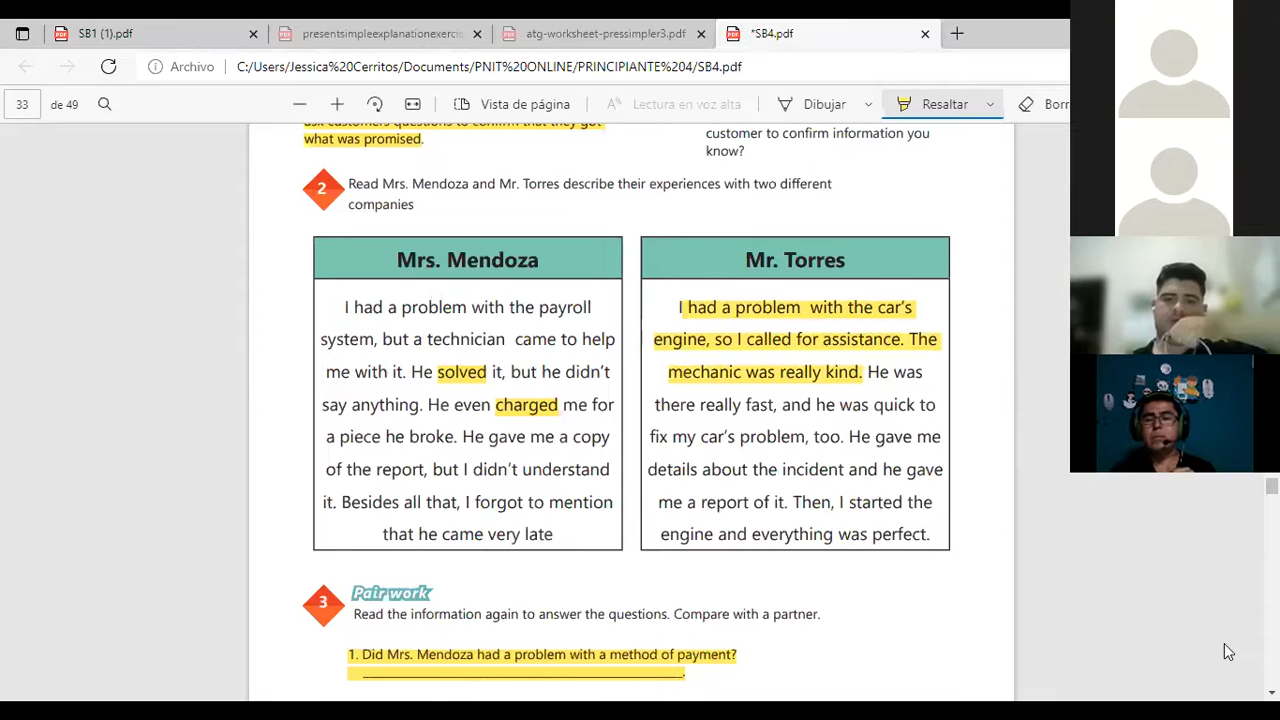 SB1 (1).pdf
presentsimpleexplanationexerci
atg-worksheet-pressimpler3.pdf
*SB4.pdf
Archivo
C:/Users/Jessica%20Cerritos/Documents/PNIT%20ONLINE/PRINCIPIANTE%204/SB4.pdf
33
de 49
Vista de página
Lectura en voz alta
Dibujar
Resaltar
Borr
ask customers questions to confirm that they got
what was promised.
customer to confirm information you
know?
2
Read Mrs. Mendoza and Mr. Torres describe their experiences with two different
companies
Mrs. Mendoza
I had a problem with the payroll
system, but a technician came to help
me with it. He solved it, but he didn't
say anything. He even charged me for
a piece he broke. He gave me a copy
of the report, but I didn't understand
it. Besides all that, I forgot to mention
that he came very late
Mr. Torres
I had a problem with the car's
engine, so I called for assistance. The
mechanic was really kind. He was
there really fast, and he was quick to
fix my car's problem, too. He gave me
details about the incident and he gave
me a report of it. Then, I started the
engine and everything was perfect.
3
Pair work
Read the information again to answer the questions. Compare with a partner.
1. Did Mrs. Mendoza had a problem with a method of payment?